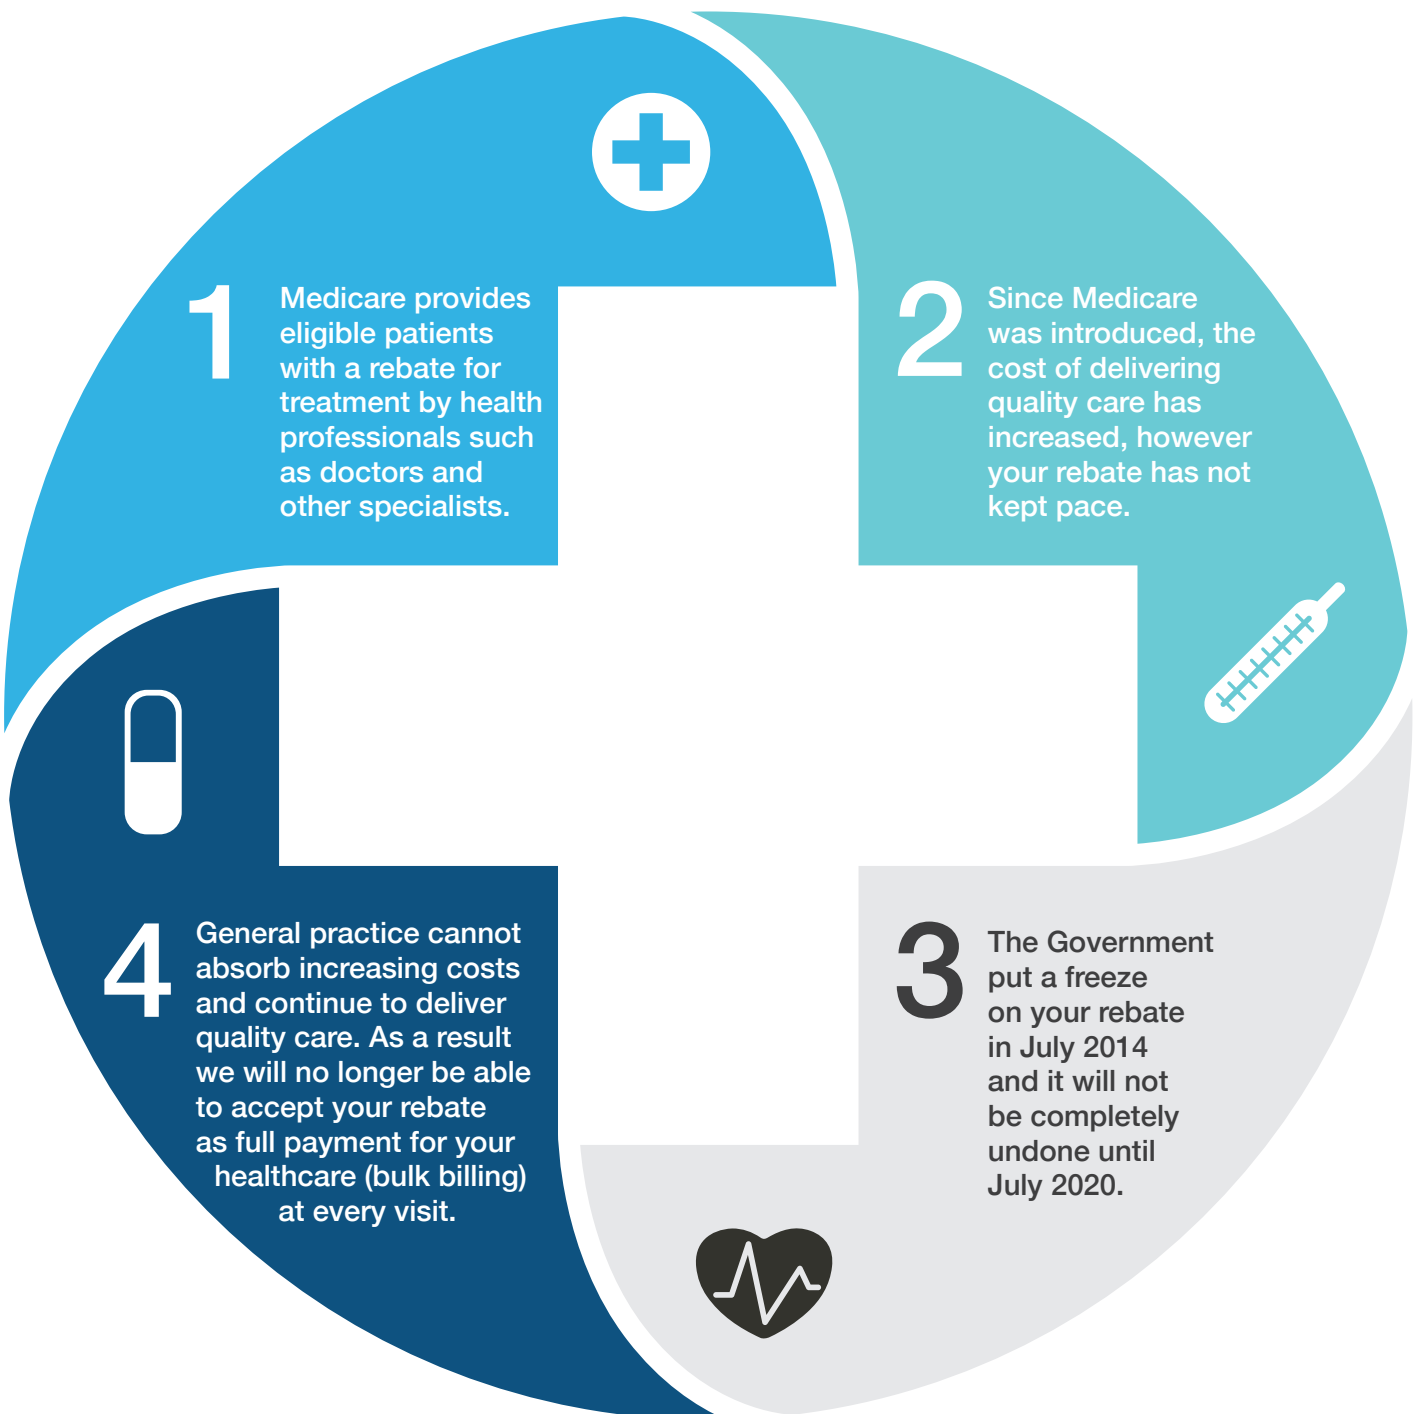 1
Medicare provides
eligible patients
with a rebate for
treatment by health
professionals such
as doctors and
other specialists.
2
Since Medicare
was introduced, the
cost of delivering
quality care has
increased, however
your rebate has not
kept pace.
3
The Government
put a freeze
on your rebate
in July 2014
and it will not
be completely
undone until
July 2020.
4
General practice cannot
absorb increasing costs
and continue to deliver
quality care. As a result
we will no longer be able
to accept your rebate
as full payment for your
healthcare (bulk billing)
at every visit.